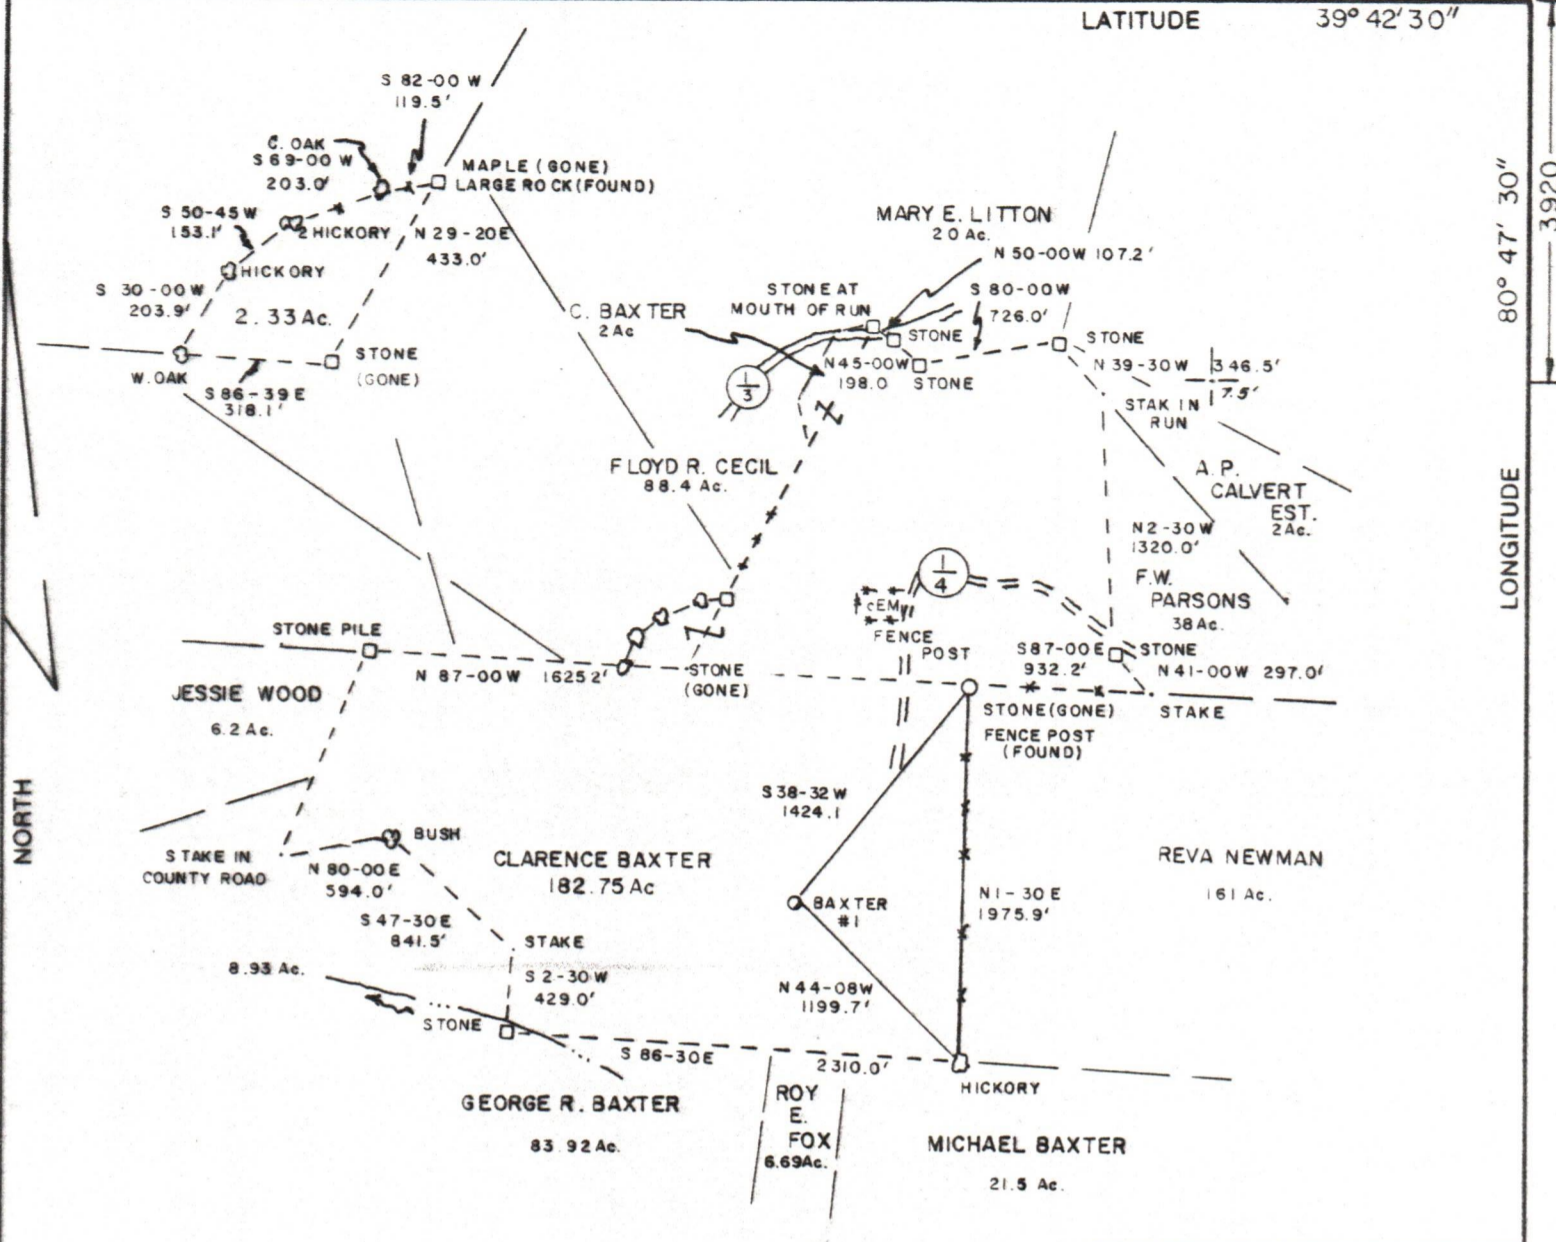 LATITUDE 39° 42' 30"
3920
80° 47' 30"
LONGITUDE
NORTH
S 82-00 W
119.5'
C. OAK
S 69-00 W
203.0'
MAPLE (GONE)
LARGE ROCK (FOUND)
S 50-45 W
153.1'
2 HICKORY
N 29-20 E
433.0'
HICKORY
S 30-00 W
203.9'
2.33 Ac.
W. OAK
STONE
(GONE)
S 86-39 E
318.1'
MARY E. LITTON
20 Ac.
N 50-00 W 107.2'
STONE AT
MOUTH OF RUN
S 80-00 W
726.0'
C. BAXTER
2 Ac
STONE
STONE
N 45-00 W
198.0
STONE
1/3
N 39-30 W 346.5'
7.5'
STAK IN
RUN
FLOYD R. CECIL
88.4 Ac.
A. P.
CALVERT
EST.
2 Ac.
N 2-30 W
1320.0'
F. W.
PARSONS
38 Ac.
1/4
CEM
FENCE
POST
S 87-00 E
932.2'
STONE
N 41-00 W 297.0'
STAKE
STONE PILE
N 87-00 W 1625 2'
STONE
(GONE)
STONE (GONE)
FENCE POST
(FOUND)
JESSIE WOOD
6.2 Ac.
S 38-32 W
1424.1
STAKE IN
COUNTY ROAD
BUSH
N 80-00 E
594.0'
CLARENCE BAXTER
182.75 Ac
REVA NEWMAN
161 Ac.
BAXTER
#1
N 1-30 E
1975.9'
S 47-30 E
841.5'
STAKE
8.93 Ac.
S 2-30 W
429.0'
N 44-08 W
1199.7'
STONE
S 86-30 E 2310.0'
HICKORY
GEORGE R. BAXTER
83.92 Ac.
ROY
E.
FOX
6.69 Ac.
MICHAEL BAXTER
21.5 Ac.